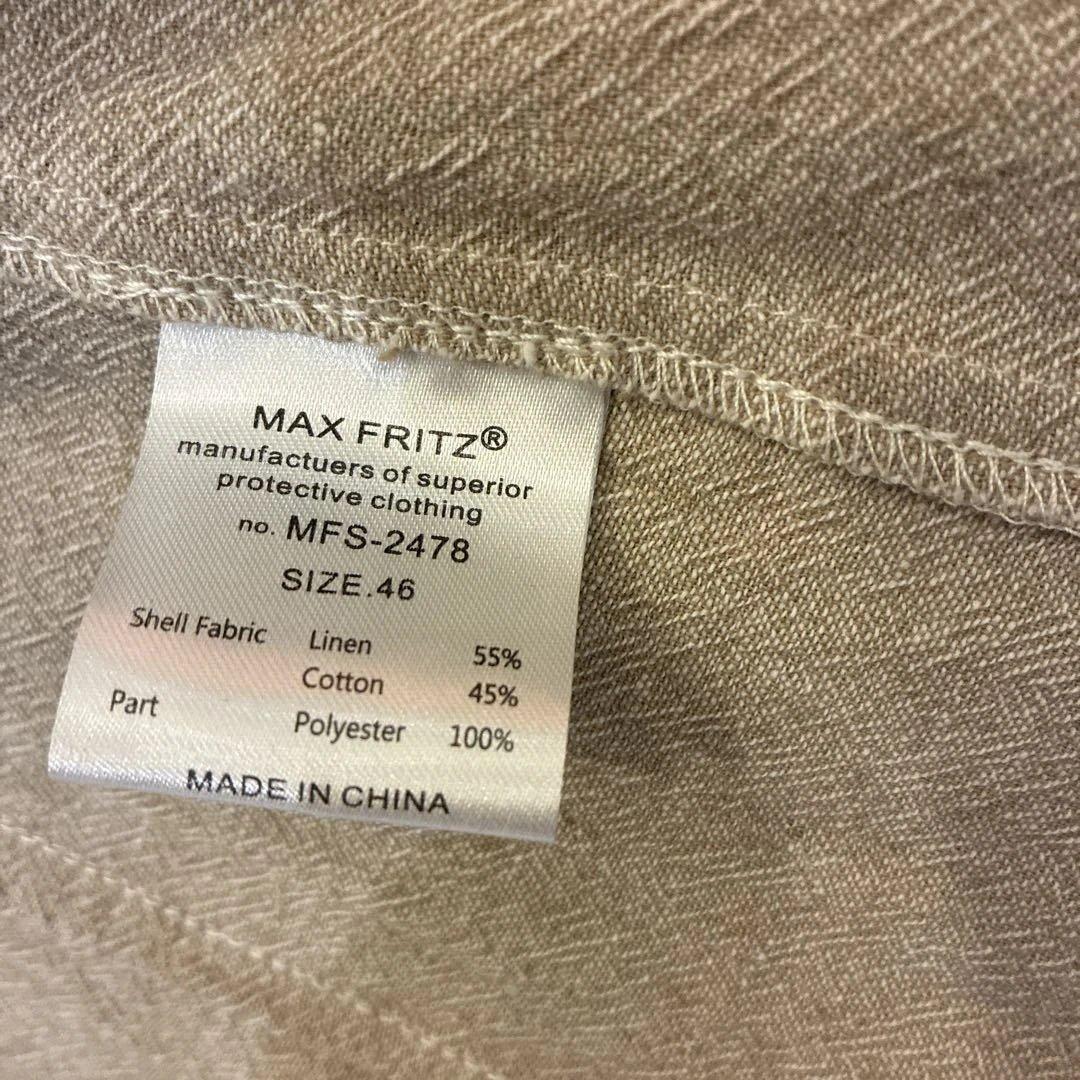 MAX FRITZ®
manufactuers of superior
protective clothing
no. MFS-2478
SIZE.46
Shell Fabric Linen 55%
Cotton 45%
Part Polyester 100%
MADE IN CHINA